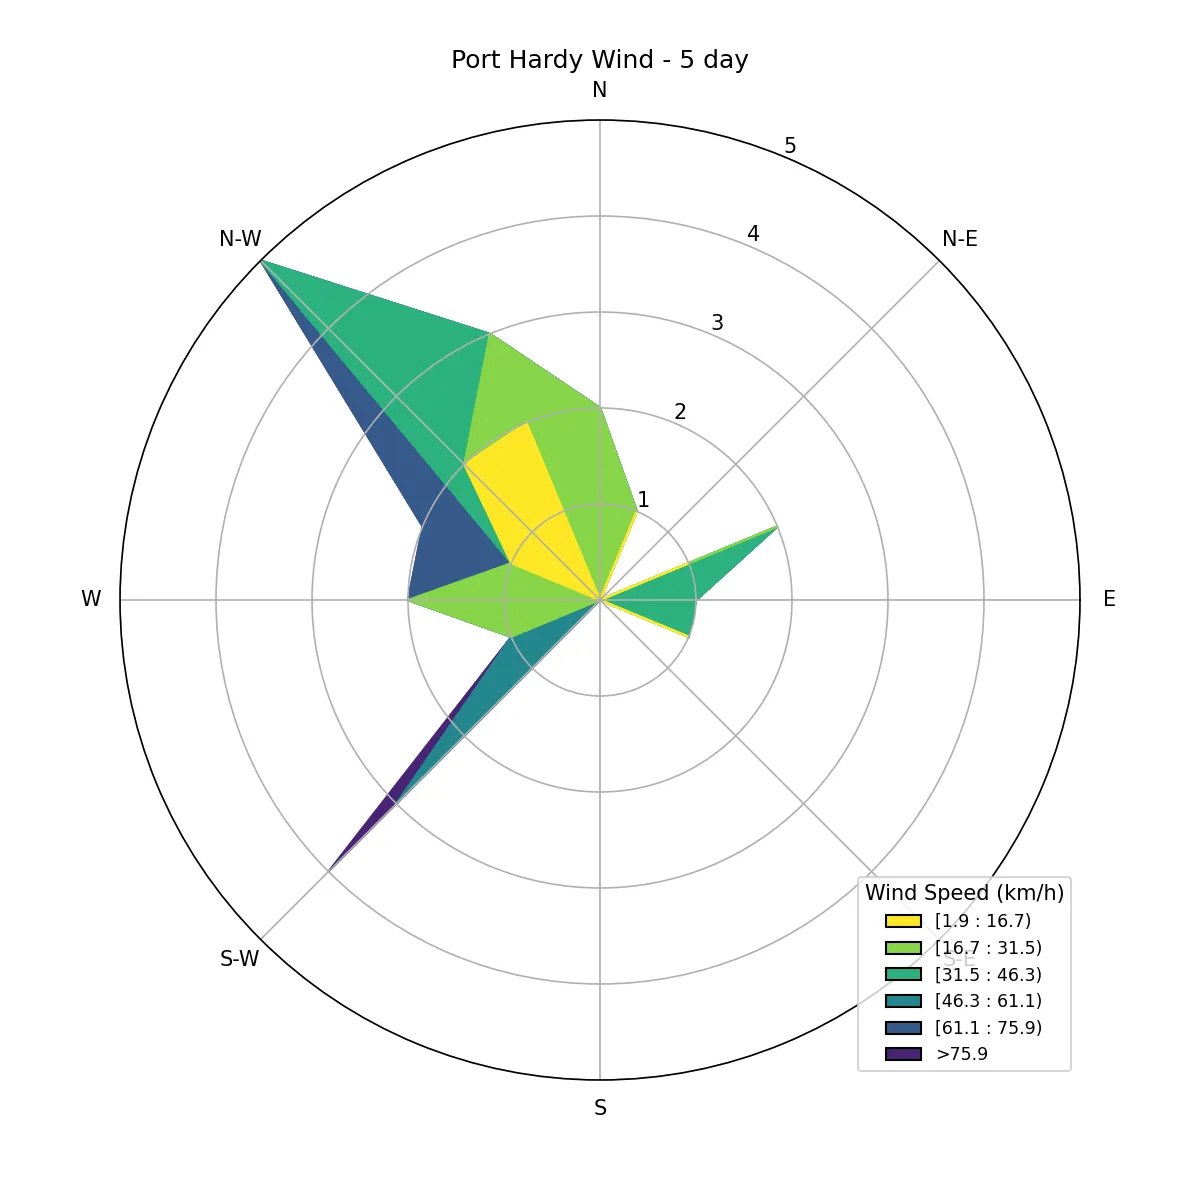 Port Hardy Wind - 5 day
N
5
N-W
4
N-E
3
2
1
W
E
Wind Speed (km/h)
[1.9 : 16.7)
[16.7 : 31.5)
S-W
S-E
[31.5 : 46.3)
[46.3 : 61.1)
[61.1 : 75.9)
>75.9
S